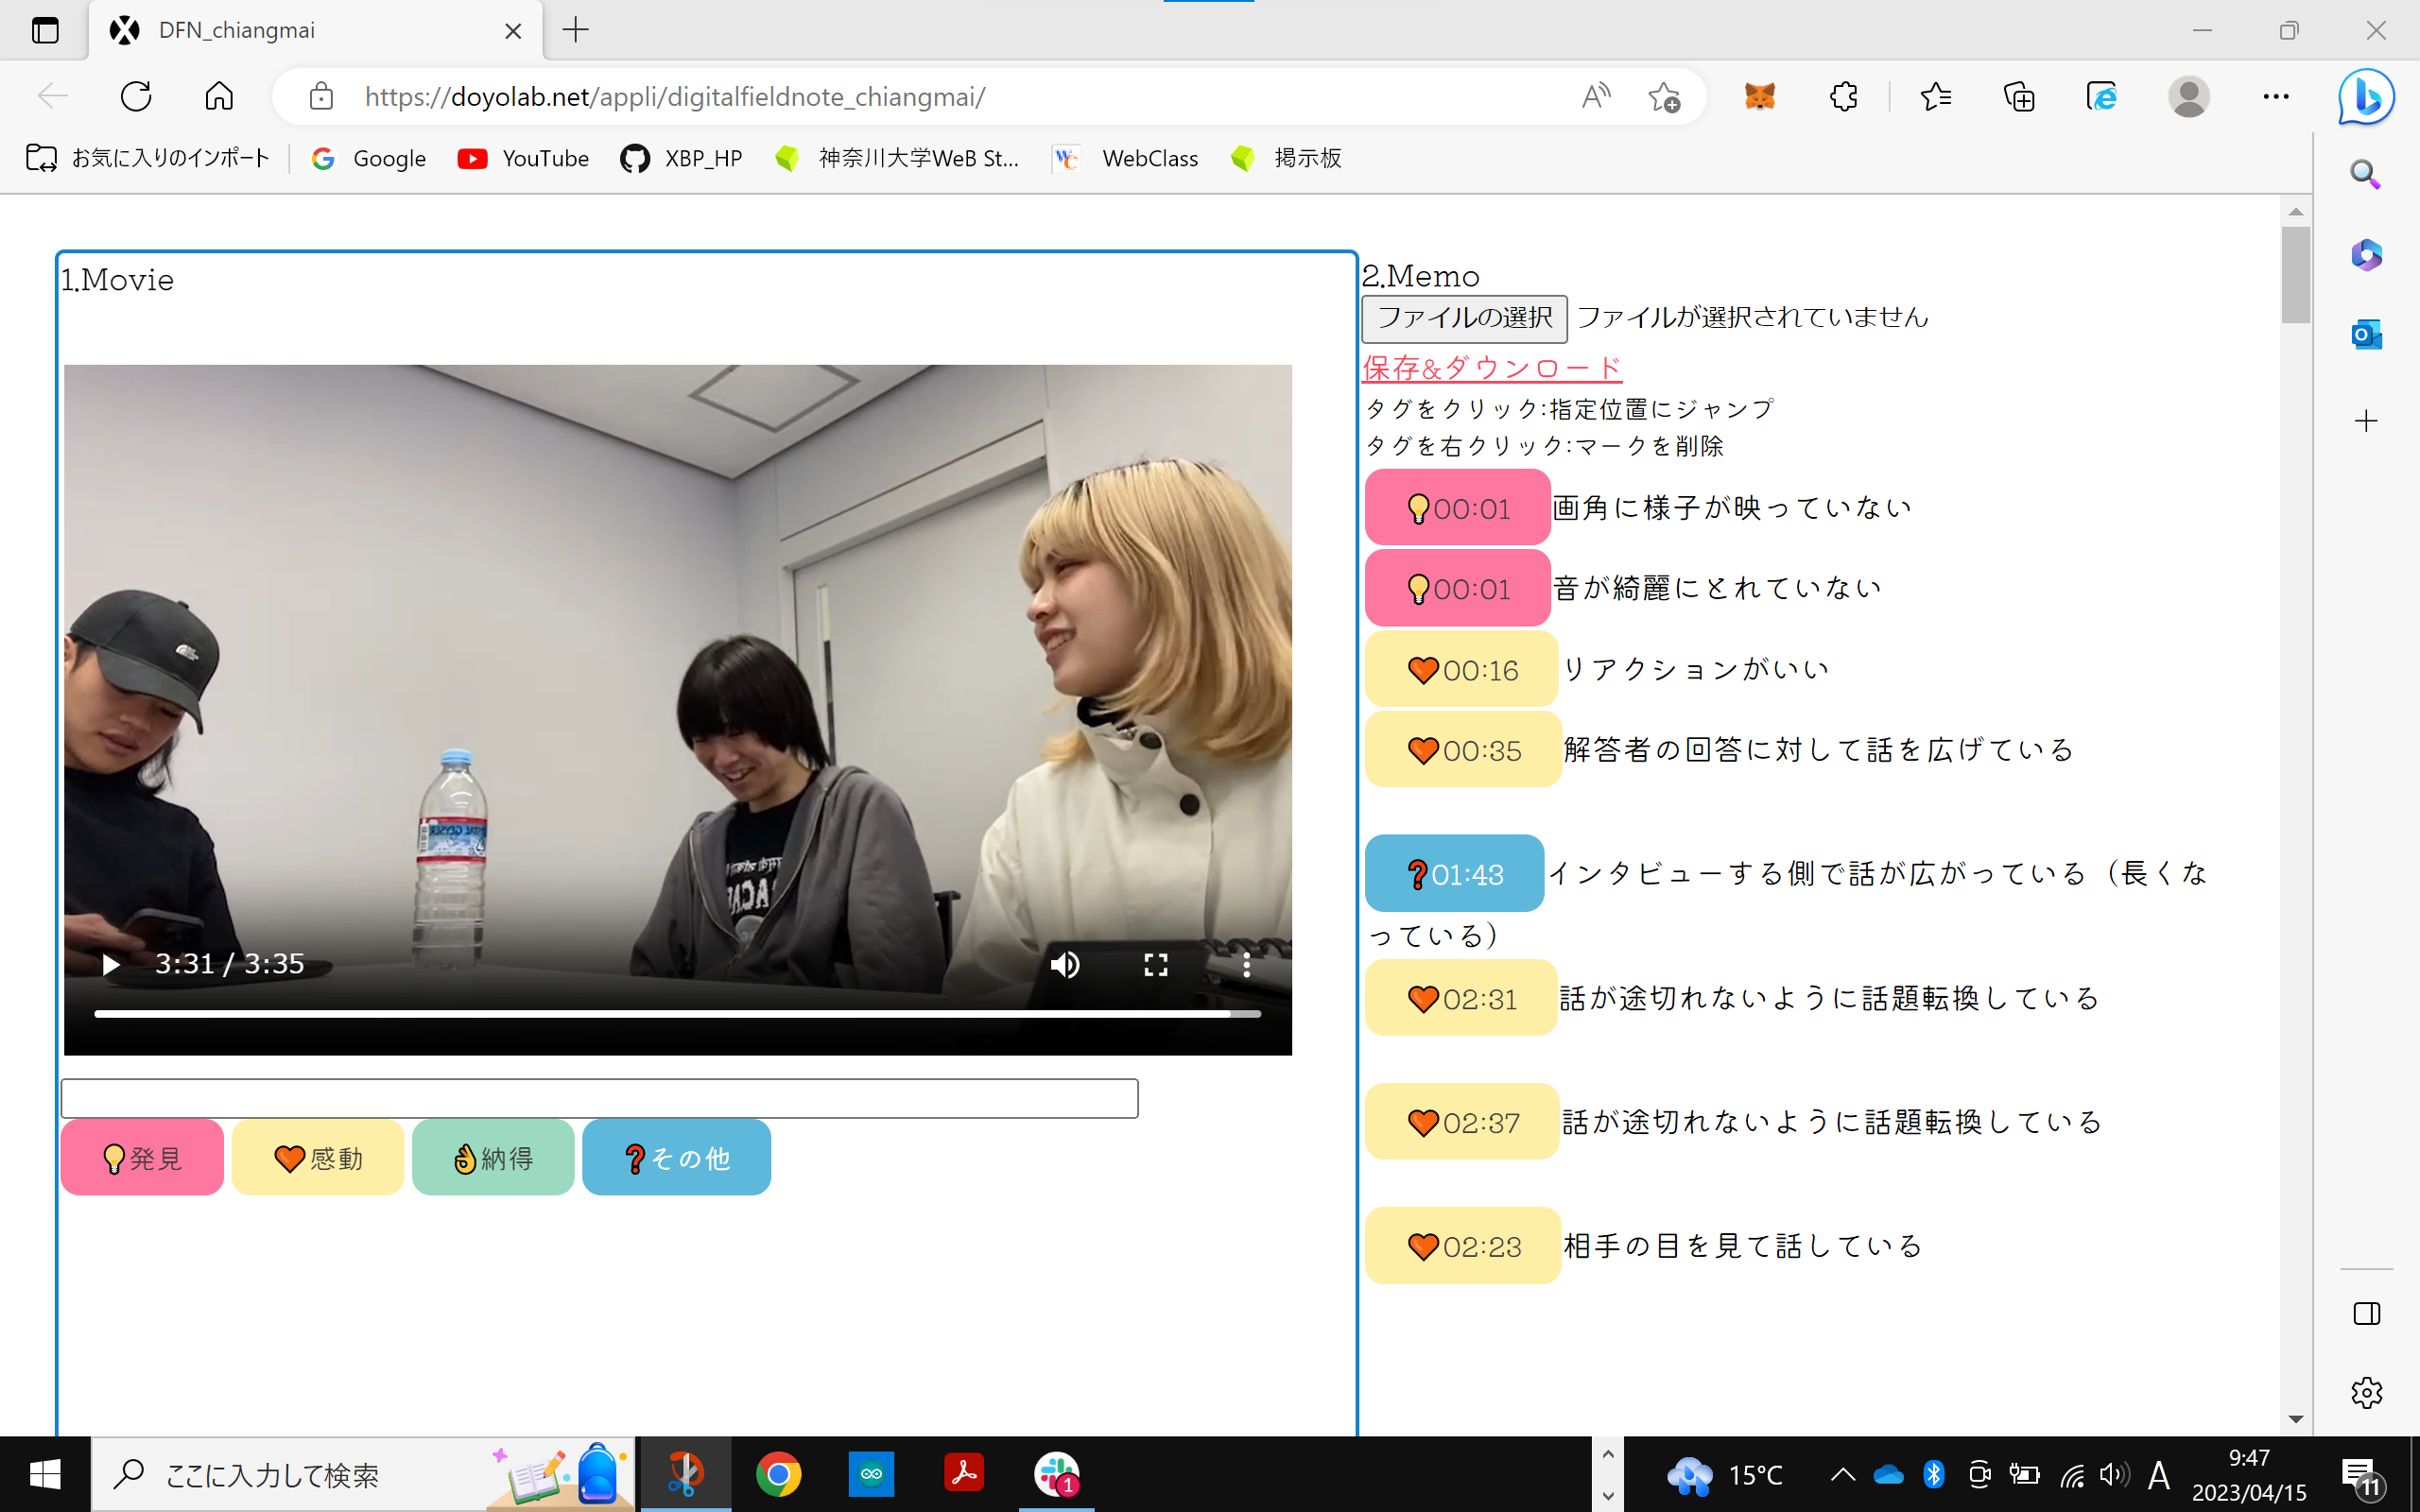 DFN_chiangmai
https://doyolab.net/appli/digitalfieldnote_chiangmai/
お気に入りのインポート
Google
YouTube
XBP_HP
神奈川大学WeB St...
WebClass
掲示板
1.Movie
3:31 / 3:35
💡発見
❤感動
👌納得
❓その他
2.Memo
ファイルの選択 ファイルが選択されていません
保存&ダウンロード
タグをクリック:指定位置にジャンプ
タグを右クリック:マークを削除
💡00:01 画角に様子が映っていない
💡00:01 音が綺麗にとれていない
❤00:16 リアクションがいい
❤00:35 解答者の回答に対して話を広げている
❓01:43 インタビューする側で話が広がっている（長くな
っている）
❤02:31 話が途切れないように話題転換している
❤02:37 話が途切れないように話題転換している
❤02:23 相手の目を見て話している
ここに入力して検索
1
15°C
A
9:47
2023/04/15
11